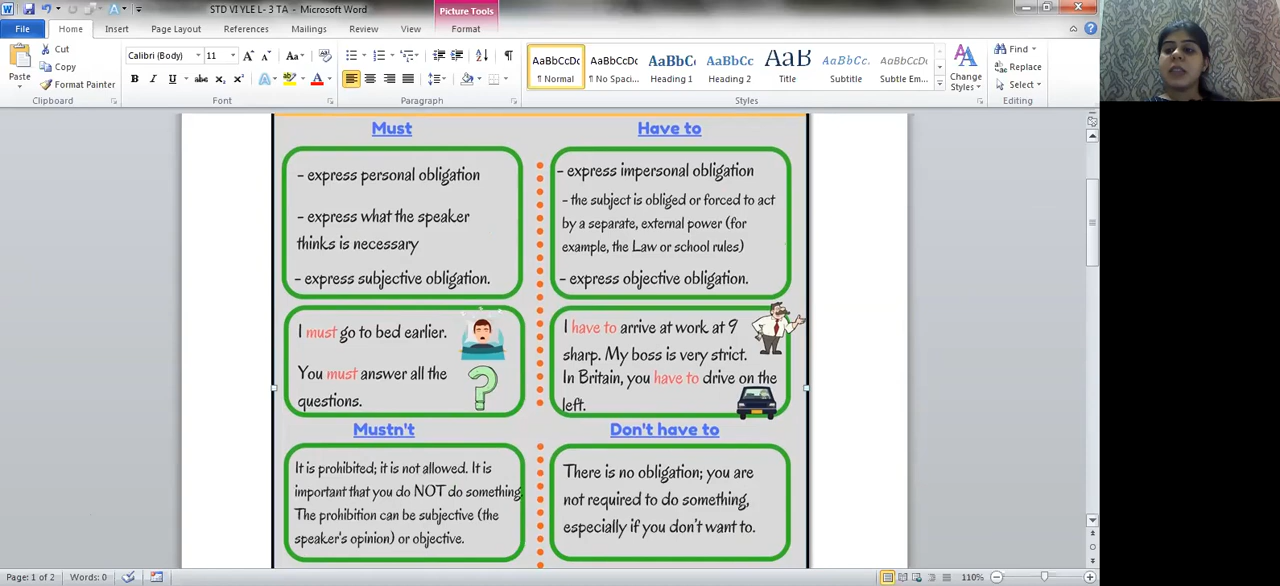 STD VI YLE L- 3 TA - Microsoft Word
Picture Tools
File
Home
Insert
Page Layout
References
Mailings
Review
View
Format
Paste
Cut
Copy
Format Painter
Clipboard
Calibri (Body)
11
Font
Paragraph
AaBbCcDc
AaBbCcDc
AaBbC
AaBbCc
AaB
AaBbCc.
AaBbCcDc
¶ Normal
¶ No Spaci...
Heading 1
Heading 2
Title
Subtitle
Subtle Em...
Change
Styles
Styles
Find
Replace
Select
Editing
Must
- express personal obligation
- express what the speaker
thinks is necessary
- express subjective obligation.
I must go to bed earlier.
You must answer all the
questions.
Have to
- express impersonal obligation
- the subject is obliged or forced to act
by a separate, external power (for
example, the Law or school rules)
- express objective obligation.
I have to arrive at work at 9
sharp. My boss is very strict.
In Britain, you have to drive on the
left.
Mustn't
It is prohibited; it is not allowed. It is
important that you do NOT do something.
The prohibition can be subjective (the
speaker's opinion) or objective.
Don't have to
There is no obligation; you are
not required to do something,
especially if you don't want to.
Page: 1 of 2
Words: 0
110%